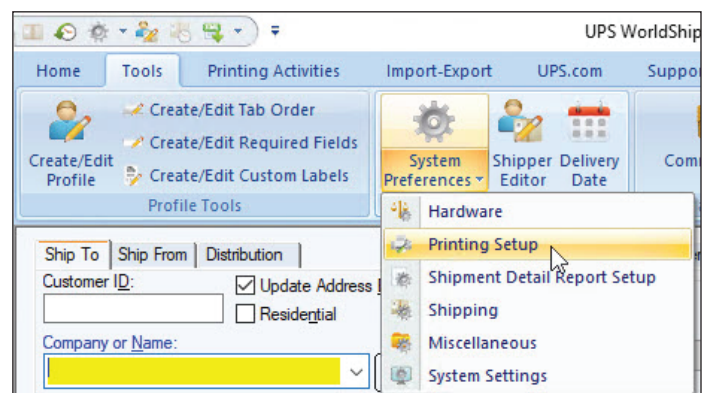 UPS WorldShip
Home Tools Printing Activities Import-Export UPS.com Suppor
Create/Edit Profile
Create/Edit Tab Order
Create/Edit Required Fields
Create/Edit Custom Labels
Profile Tools
System Preferences
Shipper Editor
Delivery Date
Com
Hardware
Printing Setup
Shipment Detail Report Setup
Shipping
Miscellaneous
System Settings
Ship To Ship From Distribution
Customer ID:
Update Address
Residential
Company or Name: